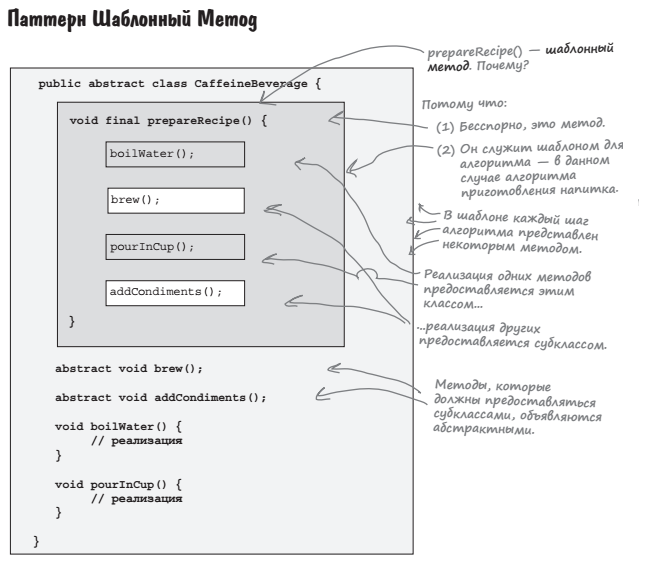 Паттерн Шаблонный Метод
prepareRecipe() — шаблонный
метод. Почему?
public abstract class CaffeineBeverage {
void final prepareRecipe() {
boilWater();
brew();
pourInCup();
addCondiments();
}
Потому что:
(1) Бесспорно, это метод.
(2) Он служит шаблоном для
алгоритма — в данном
случае алгоритма
приготовления напитка.
В шаблоне каждый шаг
алгоритма представлен
некоторым методом.
Реализация одних методов
предоставляется этим
классом...
...реализация других
предоставляется субклассом.
abstract void brew();
abstract void addCondiments();
Методы, которые
должны предоставляться
субклассами, объявляются
абстрактными.
void boilWater() {
// реализация
}
void pourInCup() {
// реализация
}
}